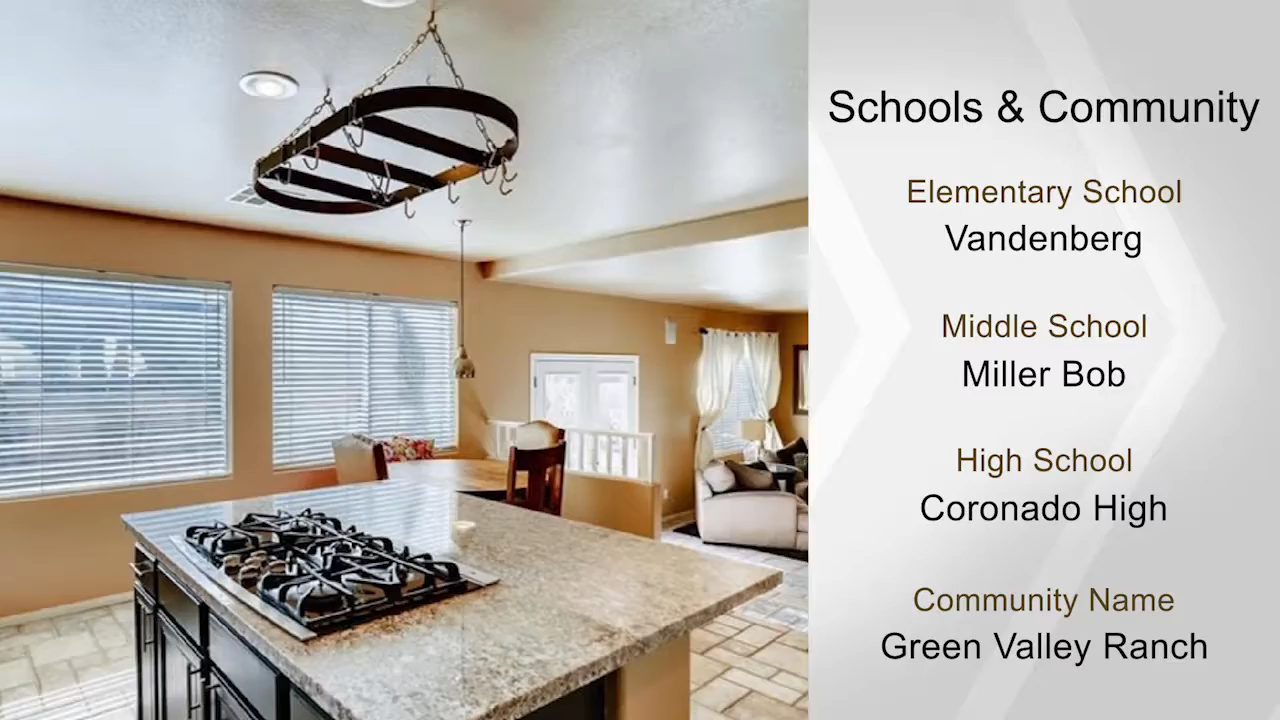 Schools & Community
Elementary School
Vandenberg
Middle School
Miller Bob
High School
Coronado High
Community Name
Green Valley Ranch